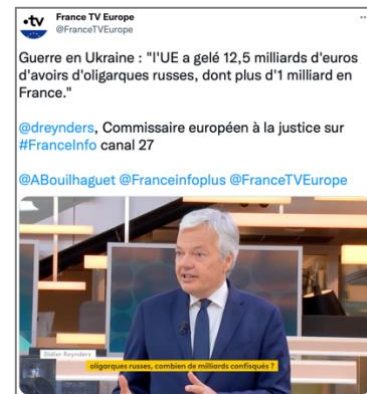 •tv
France TV Europe
@FranceTVEurope
Guerre en Ukraine : "l'UE a gelé 12,5 milliards d'euros
d'avoirs d'oligarques russes, dont plus d'1 milliard en
France."
@dreynders, Commissaire européen à la justice sur
#FranceInfo canal 27
@ABouilhaguet @Franceinfoplus @FranceTVEurope
Didier Reynders
oligarques russes, combien de milliards confisqués ?